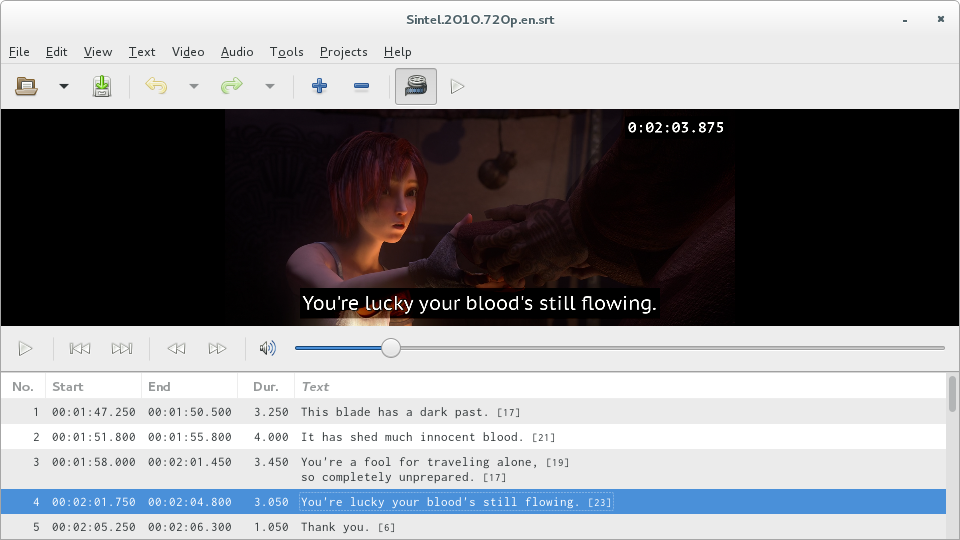 Sintel.2010.720p.en.srt
File Edit View Text Video Audio Tools Projects Help
0:02:03.875
You're lucky your blood's still flowing.
No. Start End Dur. Text
1 00:01:47.250 00:01:50.500 3.250 This blade has a dark past. [17]
2 00:01:51.800 00:01:55.800 4.000 It has shed much innocent blood. [21]
3 00:01:58.000 00:02:01.450 3.450 You're a fool for traveling alone, [19]
so completely unprepared. [17]
4 00:02:01.750 00:02:04.800 3.050 You're lucky your blood's still flowing. [23]
5 00:02:05.250 00:02:06.300 1.050 Thank you. [6]